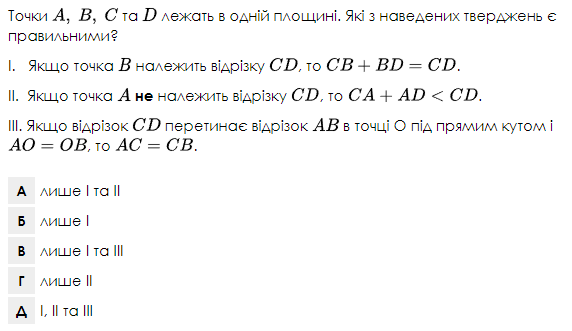 Точки A, B, C та D лежать в одній площині. Які з наведених тверджень є
правильними?
I. Якщо точка B належить відрізку CD, то CB + BD = CD.
II. Якщо точка A не належить відрізку CD, то CA + AD < CD.
III. Якщо відрізок CD перетинає відрізок AB в точці O під прямим кутом і
AO = OB, то AC = CB.
А лише I та II
Б лише I
В лише I та III
Г лише II
Д I, II та III